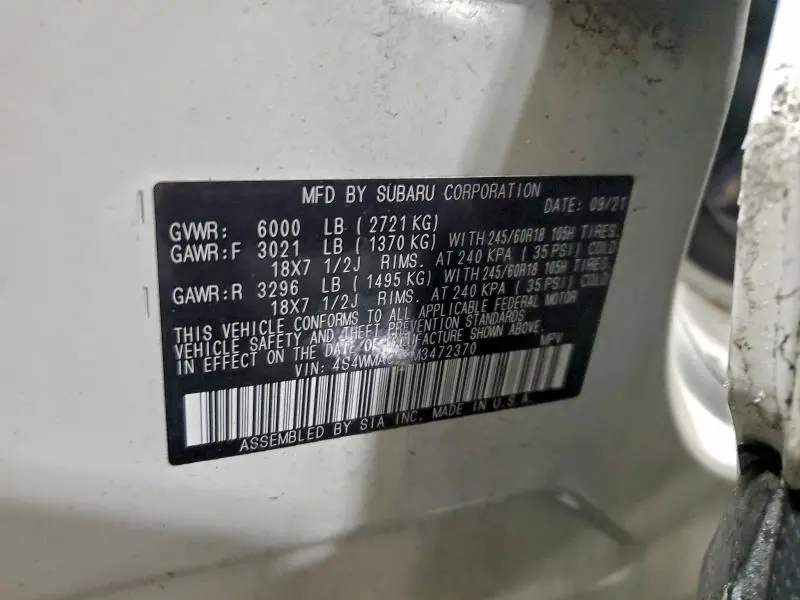 MFD BY SUBARU CORPORATION DATE: 09/21
GVWR: 6000 LB ( 2721 KG)
GAWR:F 3021 LB ( 1370 KG) WITH 245/60R18 105H TIRES.
18X7 1/2J RIMS. AT 240 KPA ( 35 PSI) COLD
GAWR:R 3296 LB ( 1495 KG) WITH 245/60R18 105H TIRES.
18X7 1/2J RIMS. AT 240 KPA ( 35 PSI) COLD
THIS VEHICLE CONFORMS TO ALL APPLICABLE FEDERAL MOTOR
VEHICLE SAFETY AND THEFT PREVENTION STANDARDS
IN EFFECT ON THE DATE OF MANUFACTURE SHOWN ABOVE.
VIN: MPV
ASSEMBLED BY SIA INC. MADE IN U.S.A.